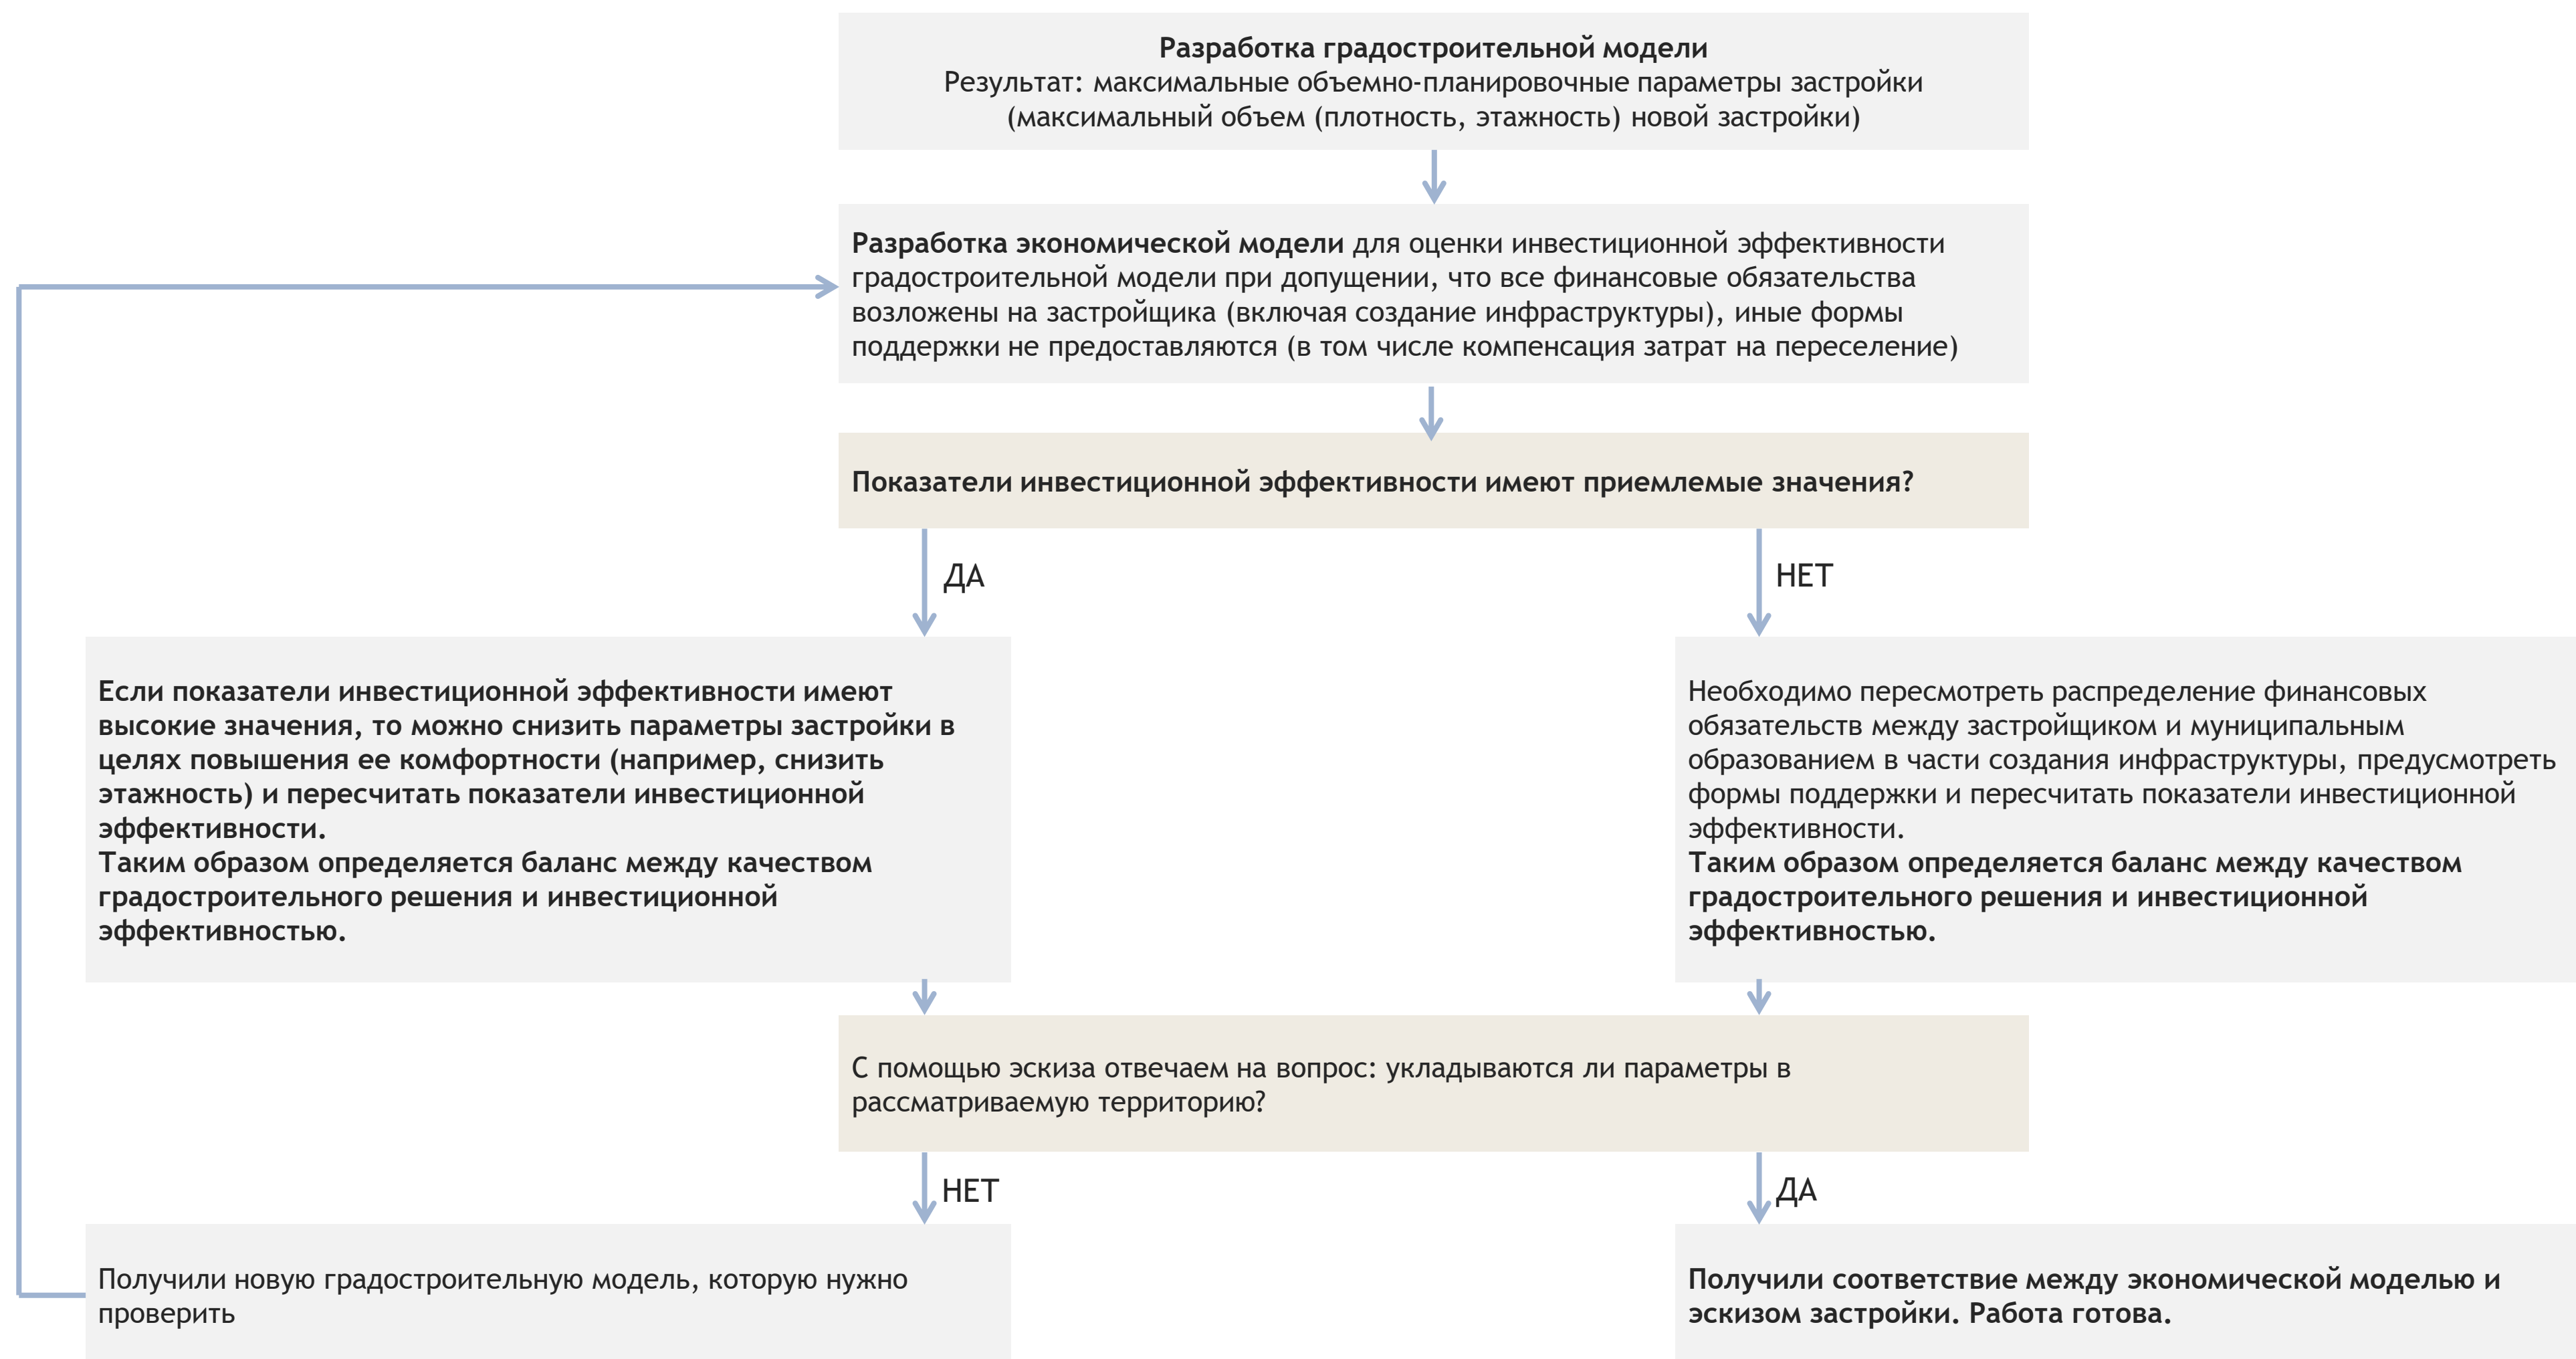 Разработка градостроительной модели
Результат: максимальные объемно-планировочные параметры застройки
(максимальный объем (плотность, этажность) новой застройки)
Разработка экономической модели для оценки инвестиционной эффективности
градостроительной модели при допущении, что все финансовые обязательства
возложены на застройщика (включая создание инфраструктуры), иные формы
поддержки не предоставляются (в том числе компенсация затрат на переселение)
Показатели инвестиционной эффективности имеют приемлемые значения?
ДА
НЕТ
Если показатели инвестиционной эффективности имеют
высокие значения, то можно снизить параметры застройки в
целях повышения ее комфортности (например, снизить
этажность) и пересчитать показатели инвестиционной
эффективности.
Таким образом определяется баланс между качеством
градостроительного решения и инвестиционной
эффективностью.
Необходимо пересмотреть распределение финансовых
обязательств между застройщиком и муниципальным
образованием в части создания инфраструктуры, предусмотреть
формы поддержки и пересчитать показатели инвестиционной
эффективности.
Таким образом определяется баланс между качеством
градостроительного решения и инвестиционной
эффективностью.
С помощью эскиза отвечаем на вопрос: укладываются ли параметры в
рассматриваемую территорию?
НЕТ
ДА
Получили новую градостроительную модель, которую нужно
проверить
Получили соответствие между экономической моделью и
эскизом застройки. Работа готова.